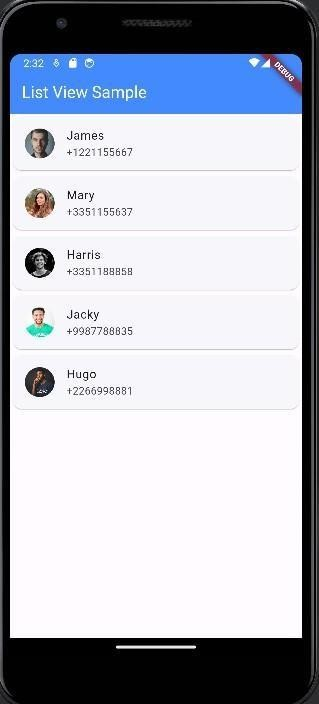 2:32
DEBUG
List View Sample
James
+1221155667
Mary
+3351155637
Harris
+3351188858
Jacky
+9987788835
Hugo
+2266998881